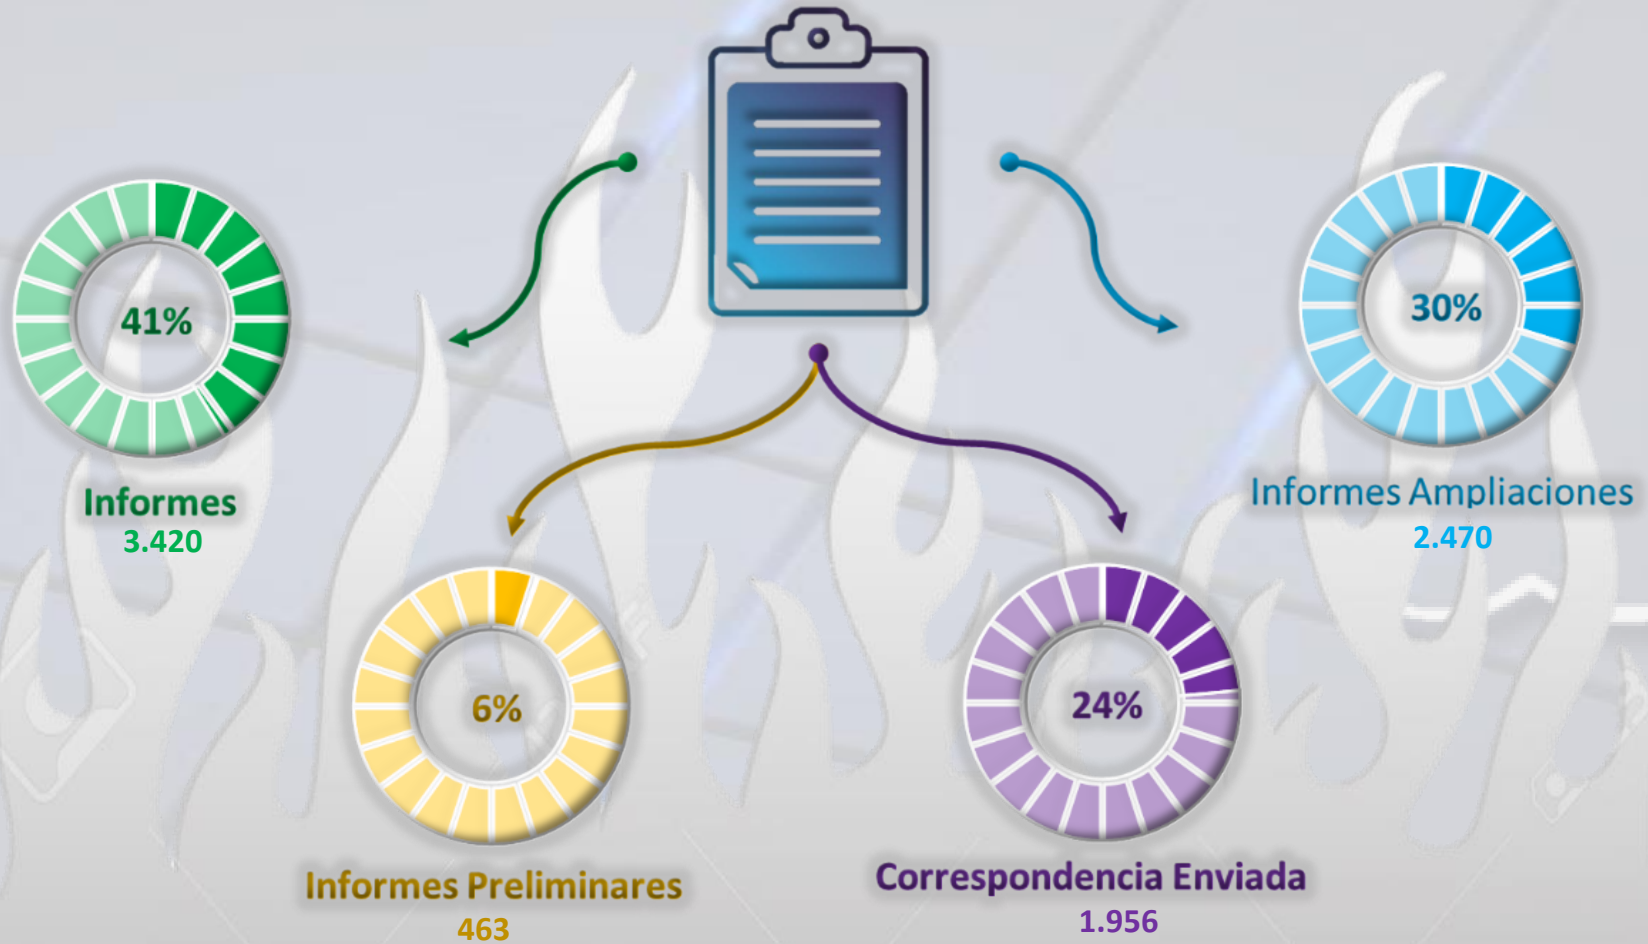 41%
Informes
3.420
30%
Informes Ampliaciones
2.470
6%
Informes Preliminares
463
24%
Correspondencia Enviada
1.956